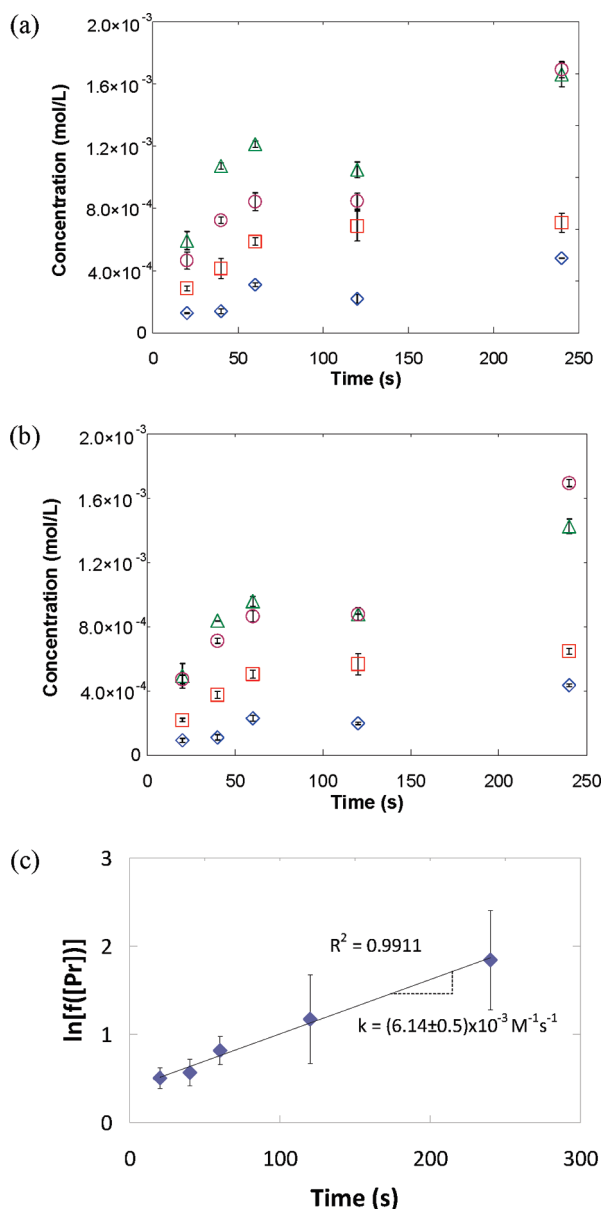 (a)
2.0×10⁻³
1.6×10⁻³
1.2×10⁻³
8.0×10⁻⁴
4.0×10⁻⁴
0
Concentration (mol/L)
0 50 100 150 200 250
Time (s)
(b)
2.0×10⁻³
1.6×10⁻³
1.2×10⁻³
8.0×10⁻⁴
4.0×10⁻⁴
0
Concentration (mol/L)
0 50 100 150 200 250
Time (s)
(c)
3
2
1
0
ln[f([Pr])]
R² = 0.9911
k = (6.14±0.5)x10⁻³ M⁻¹s⁻¹
0 100 200 300
Time (s)